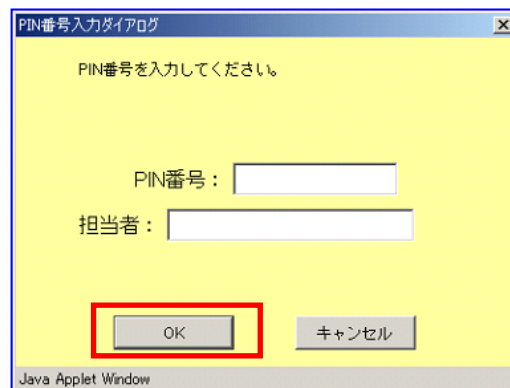 PIN番号入力ダイアログ
PIN番号を入力してください。
PIN番号：
担当者：
OK キャンセル
Java Applet Window